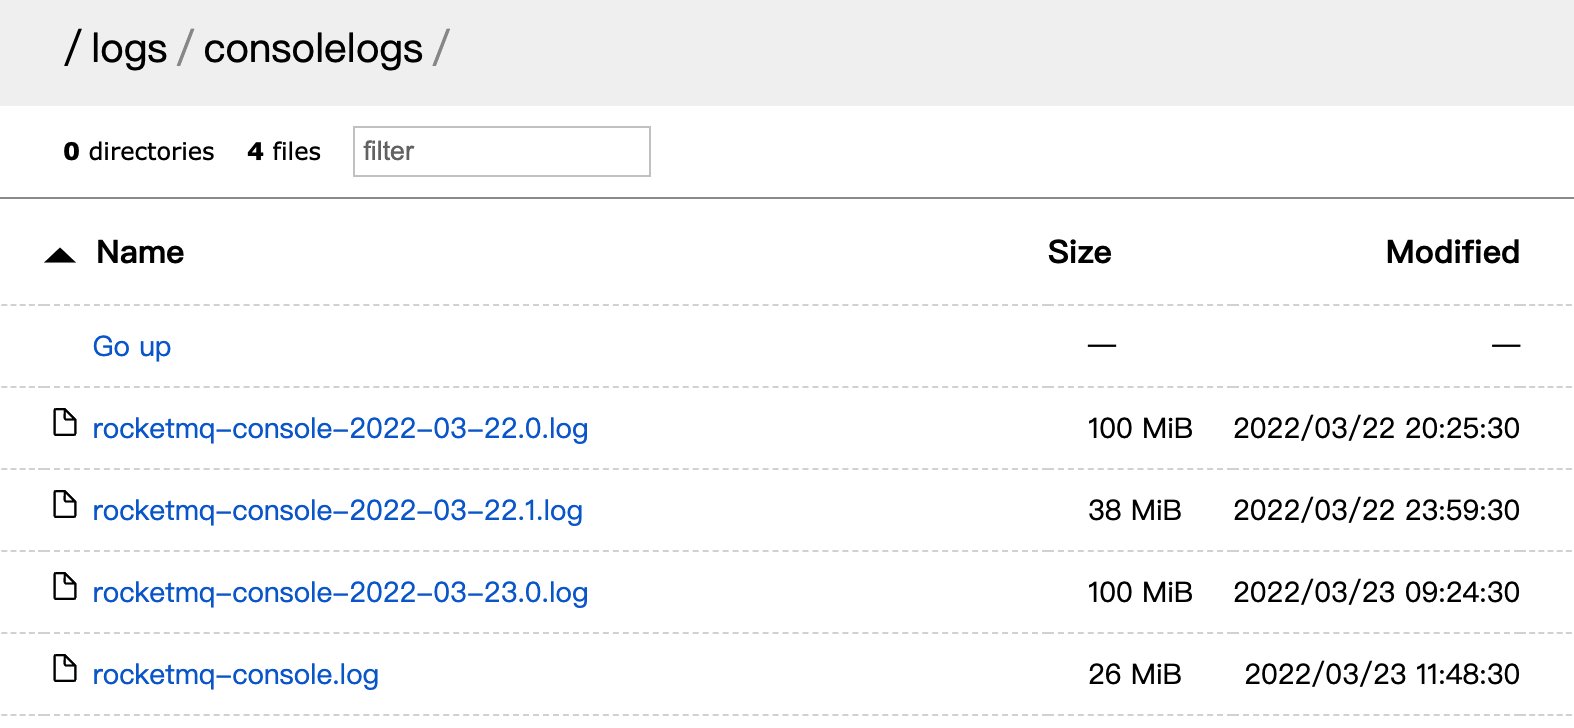 / logs / consolelogs /
0 directories 4 files filter
Name Size Modified
Go up — —
rocketmq-console-2022-03-22.0.log 100 MiB 2022/03/22 20:25:30
rocketmq-console-2022-03-22.1.log 38 MiB 2022/03/22 23:59:30
rocketmq-console-2022-03-23.0.log 100 MiB 2022/03/23 09:24:30
rocketmq-console.log 26 MiB 2022/03/23 11:48:30